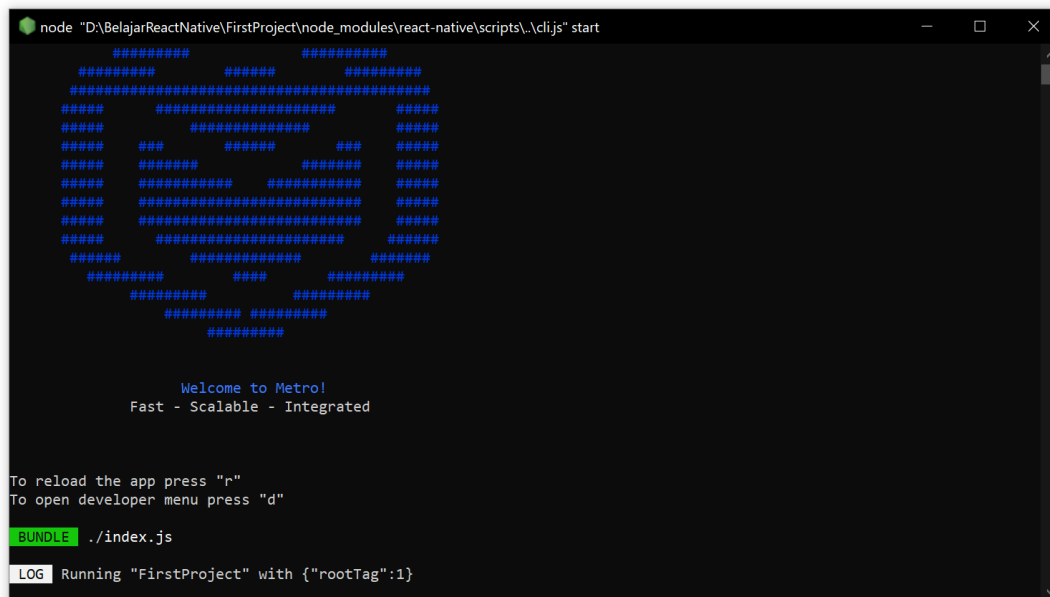 node "D:\BelajarReactNative\FirstProject\node_modules\react-native\scripts\..\cli.js" start
Welcome to Metro!
Fast - Scalable - Integrated
To reload the app press "r"
To open developer menu press "d"
BUNDLE ./index.js
LOG Running "FirstProject" with {"rootTag":1}